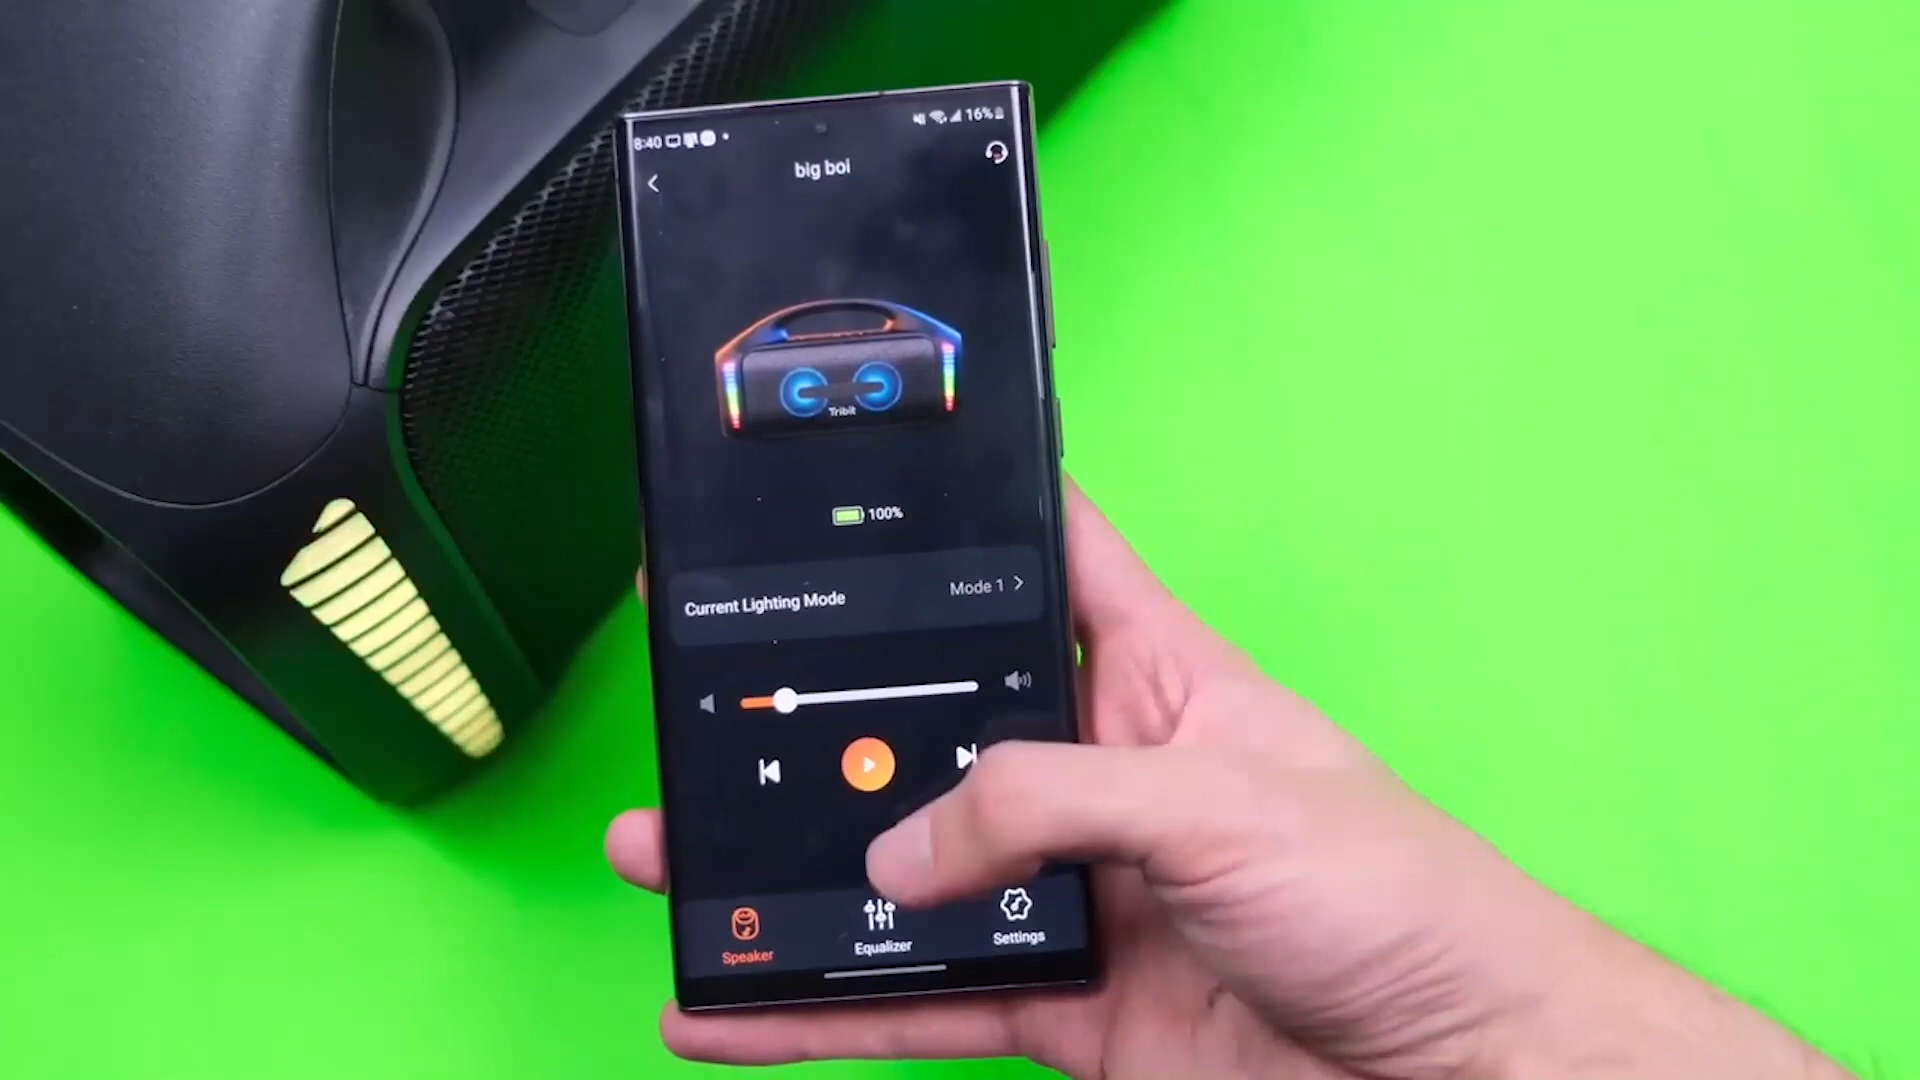 8:40
16%
big boi
Tribit
100%
Current Lighting Mode
Mode 1
Speaker
Equalizer
Settings